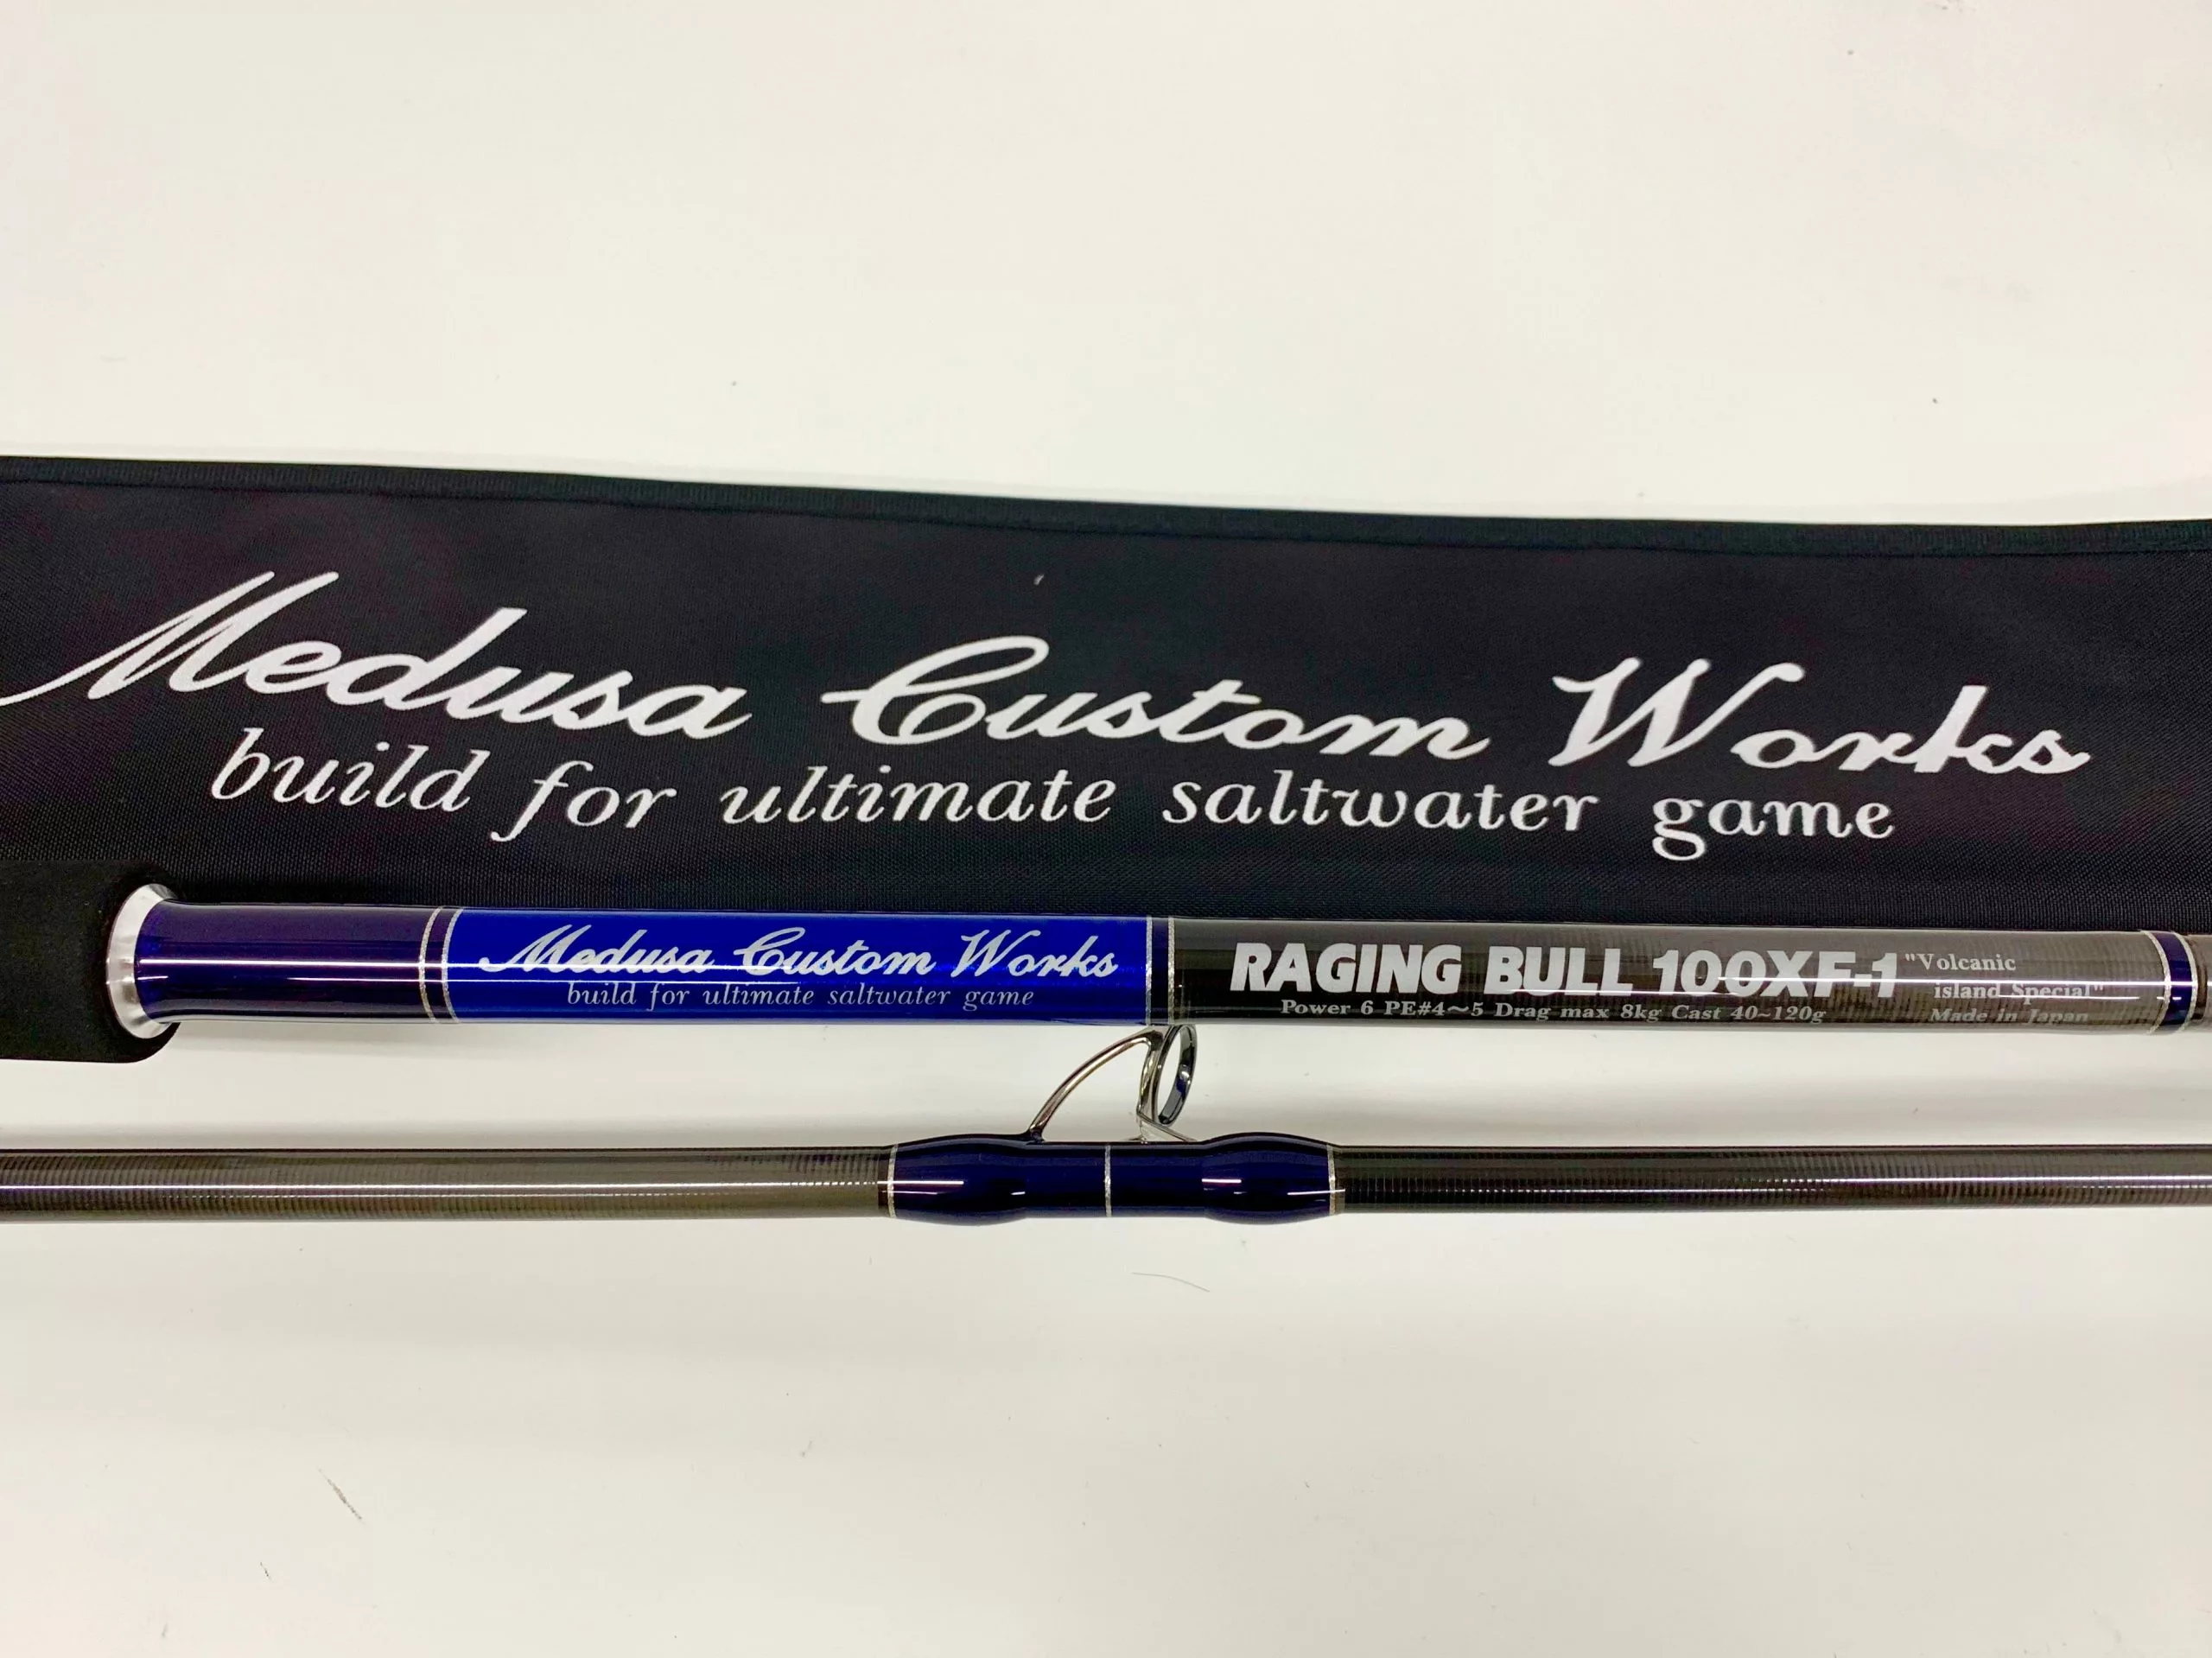 Medusa Custom Works
build for ultimate saltwater game
Medusa Custom Works
build for ultimate saltwater game
RAGING BULL 100XF-1 "Volcanic
island Special"
Power 6 PE#4～5 Drag max 8kg Cast 40~120g
Made in Japan